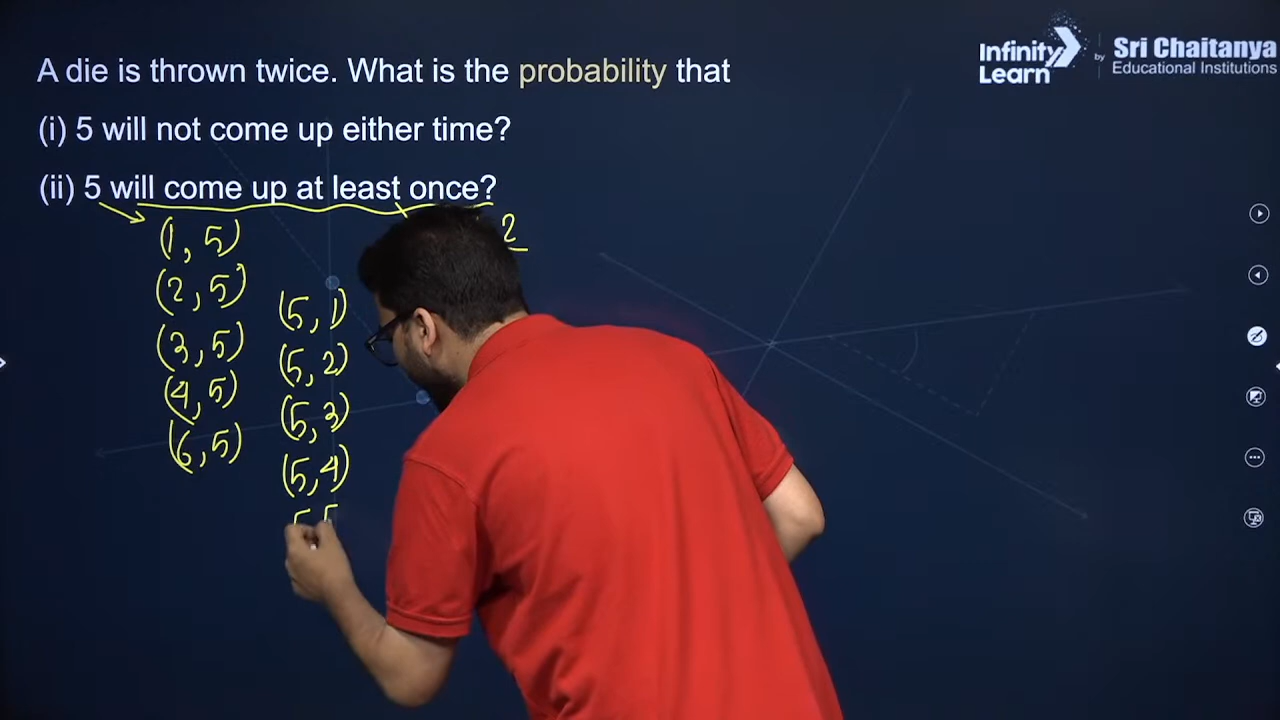 A die is thrown twice. What is the probability that
(i) 5 will not come up either time?
(ii) 5 will come up at least once?
Infinity Learn
by
Sri Chaitanya
Educational Institutions
(1, 5)
(2, 5)
(3, 5)
(4, 5)
(6, 5)
(5, 1)
(5, 2)
(5, 3)
(5, 4)
5, 5
2